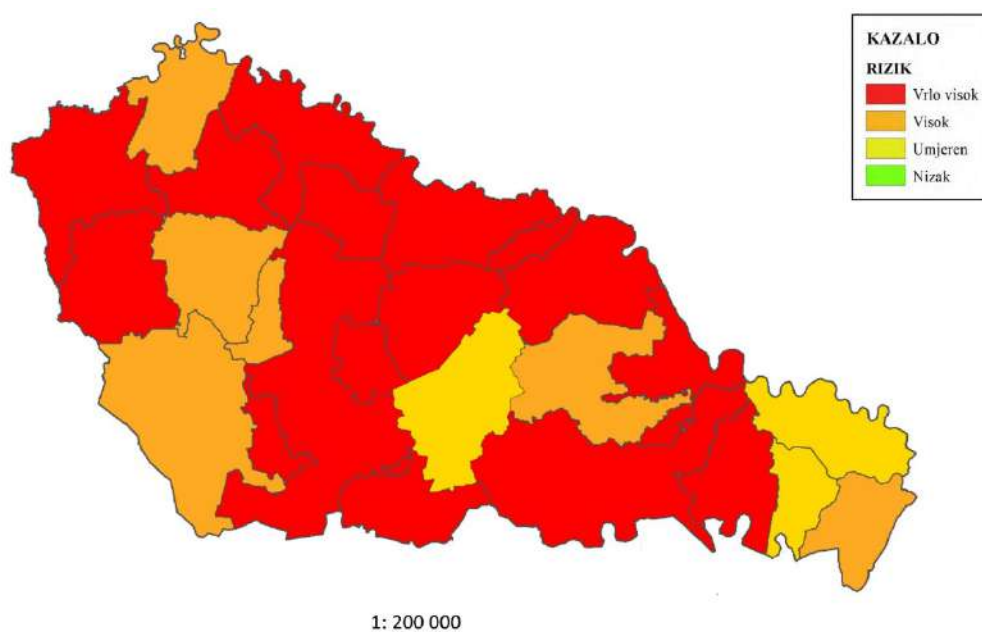 KAZALO
RIZIK
Vrlo visok
Visok
Umjeren
Nizak
1: 200 000